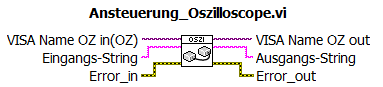 Ansteuerung_Oszilloscope.vi
VISA Name OZ in(OZ)
OSZI
VISA Name OZ out
Eingangs-String
Ausgangs-String
Error_in
Error_out